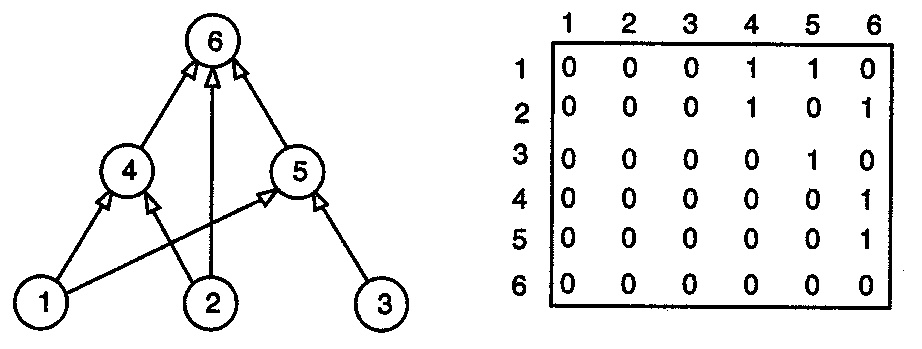 6
4
5
1
2
3
1 2 3 4 5 6
1 0 0 0 1 1 0
2 0 0 0 1 0 1
3 0 0 0 0 1 0
4 0 0 0 0 0 1
5 0 0 0 0 0 1
6 0 0 0 0 0 0